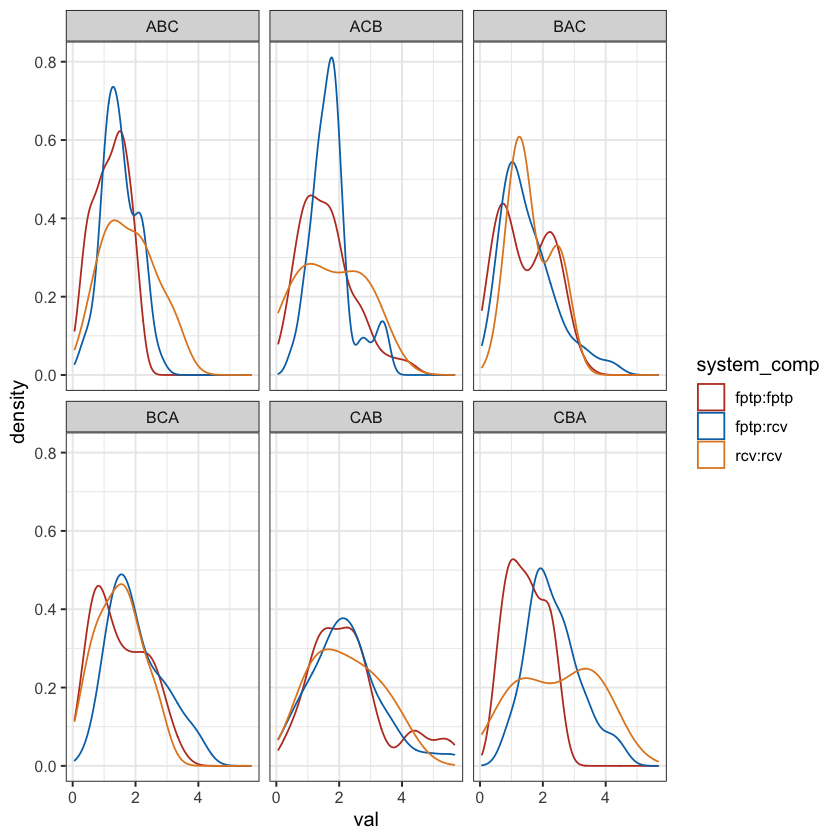 ABC ACB BAC
0.8
0.6
0.4
0.2
0.0
BCA CAB CBA
0.8
0.6
0.4
0.2
0.0
0 2 4 0 2 4 0 2 4
val
density
system_comp
fptp:fptp
fptp:rcv
rcv:rcv